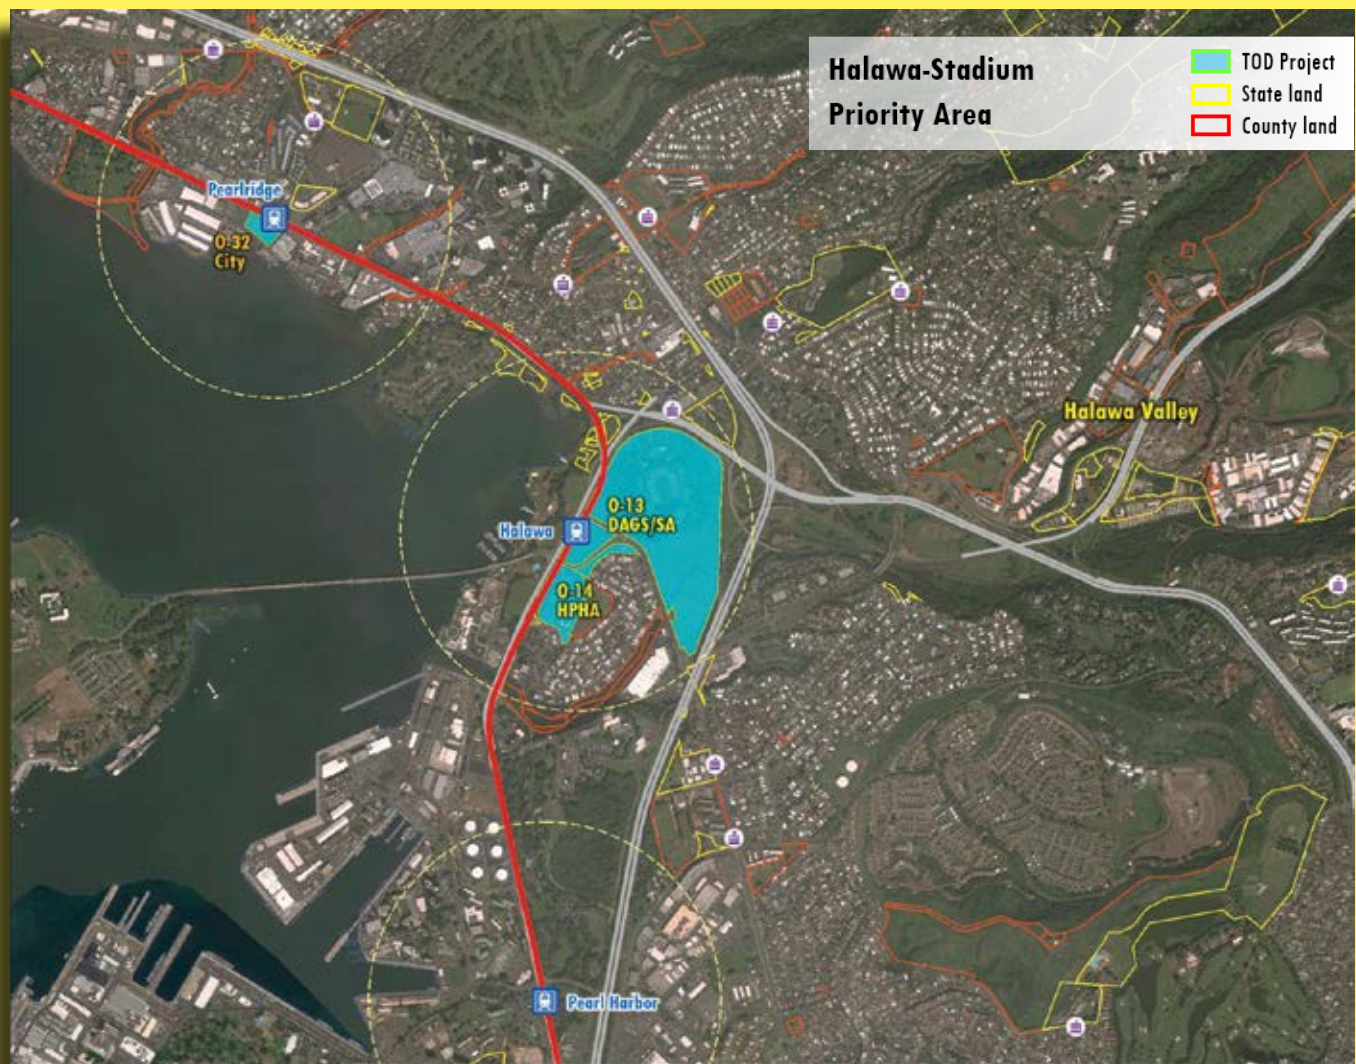 Halawa-Stadium
Priority Area
TOD Project
State land
County land
Pearlridge
O-32
City
Halawa Valley
O-13
DAGS/SA
Halawa
O-14
HPHA
Pearl Harbor